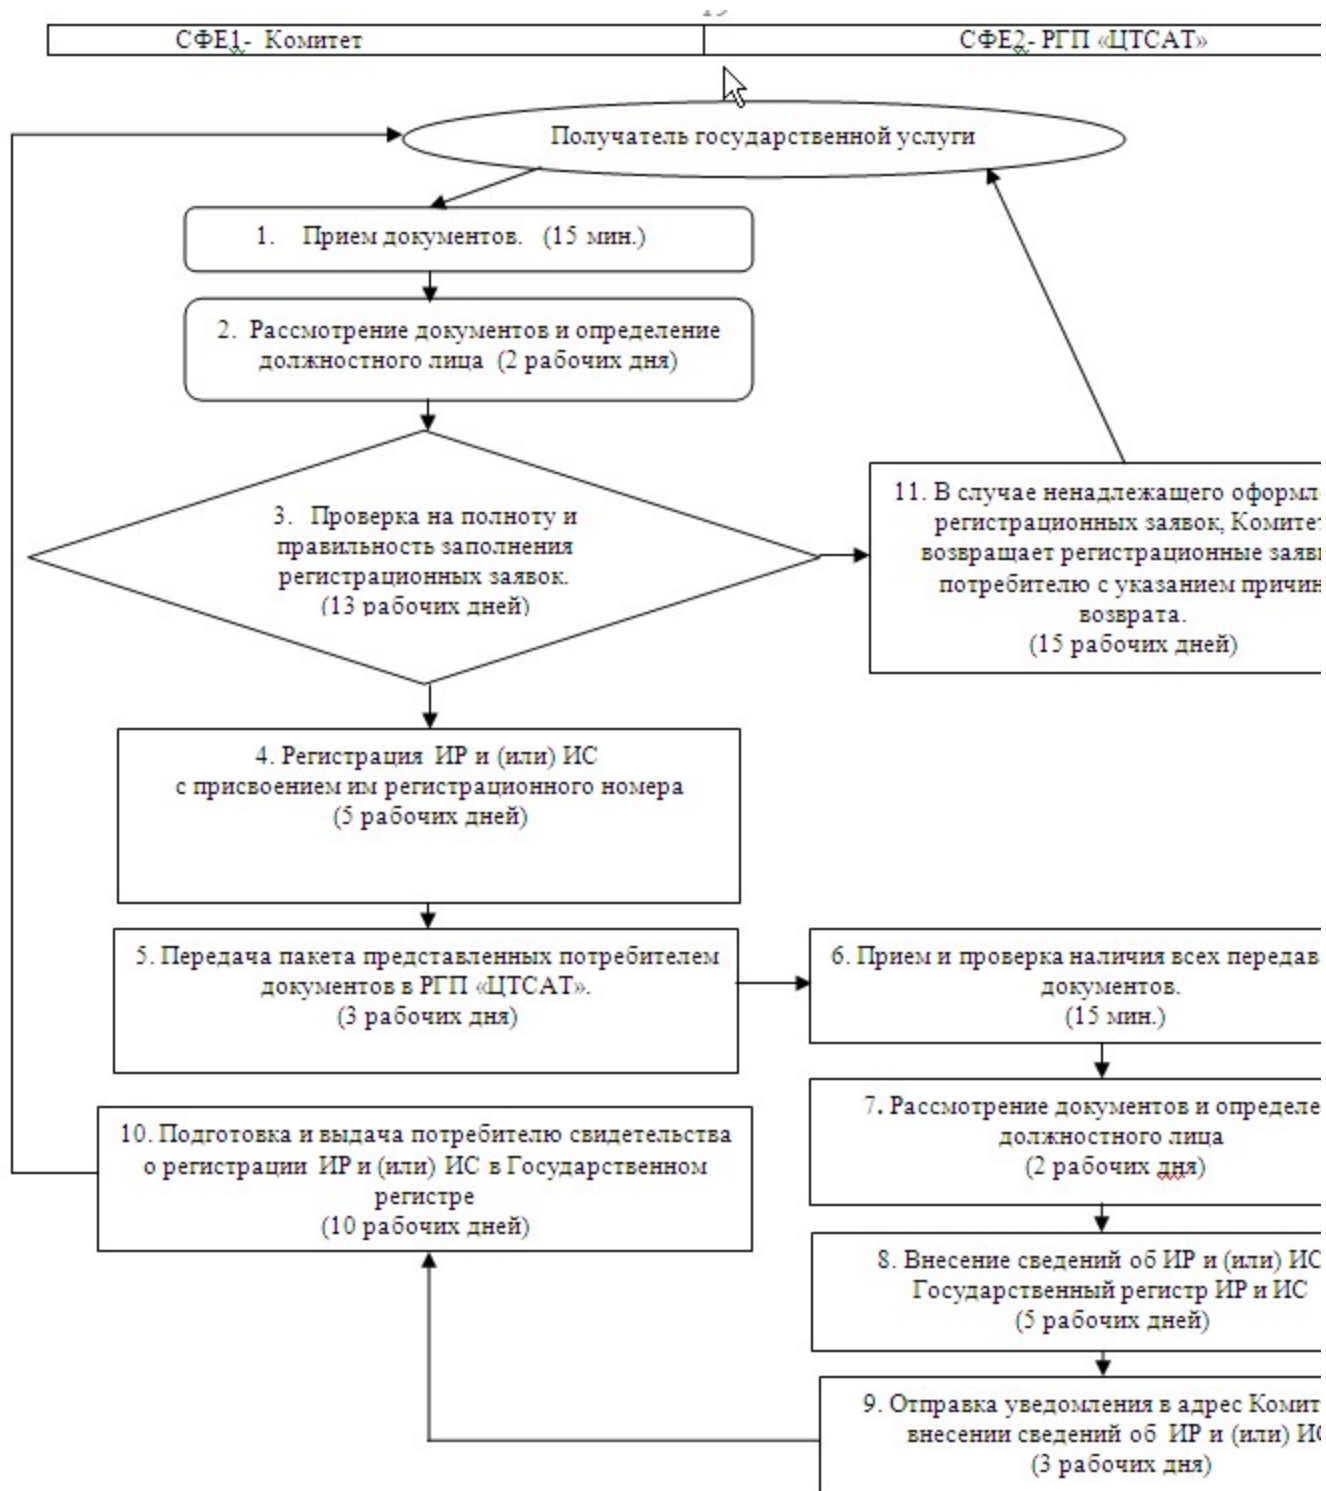 СФЕ1- Комитет
СФЕ2- РГП «ЦТСАТ»
Получатель государственной услуги
1. Прием документов. (15 мин.)
2. Рассмотрение документов и определение
должностного лица (2 рабочих дня)
3. Проверка на полноту и
правильность заполнения
регистрационных заявок.
(13 рабочих дней)
11. В случае ненадлежащего
регистрационных заявок, Комитет
возвращает регистрационные
потребителю с указанием причин
возврата.
(15 рабочих дней)
4. Регистрация ИР и (или) ИС
с присвоением им регистрационного номера
(5 рабочих дней)
5. Передача пакета представленных потребителем
документов в РГП «ЦТСАТ».
(3 рабочих дня)
6. Прием и проверка наличия всех
документов.
(15 мин.)
7. Рассмотрение документов и
должностного лица
(2 рабочих дня)
8. Внесение сведений об ИР и (или) ИС
Государственный регистр ИР и ИС
(5 рабочих дней)
9. Отправка уведомления в адрес
внесении сведений об ИР и (или) ИС
(3 рабочих дня)
10. Подготовка и выдача потребителю свидетельства
о регистрации ИР и (или) ИС в Государственном
регистре
(10 рабочих дней)